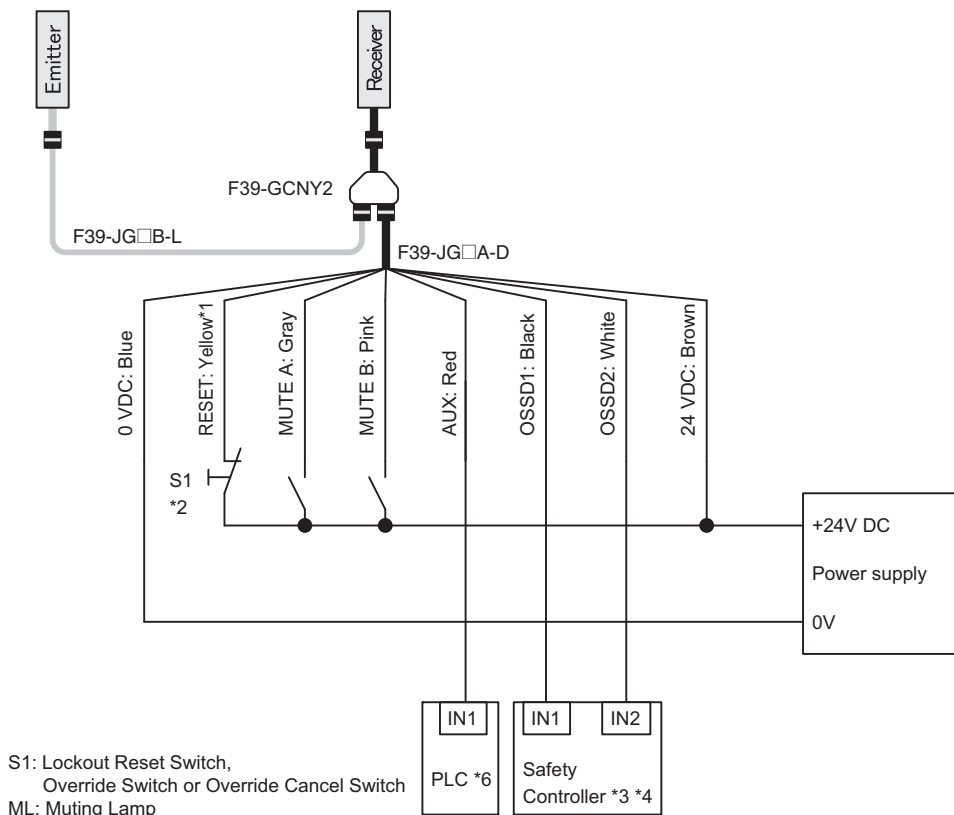 Emitter
Receiver
F39-GCNY2
F39-JG□B-L
F39-JG□A-D
0 VDC: Blue
RESET: Yellow*1
MUTE A: Gray
MUTE B: Pink
AUX: Red
OSSD1: Black
OSSD2: White
24 VDC: Brown
S1
*2
+24V DC
Power supply
0V
IN1
IN1
IN2
PLC *6
Safety
Controller *3 *4
S1: Lockout Reset Switch,
Override Switch or Override Cancel Switch
ML: Muting Lamp